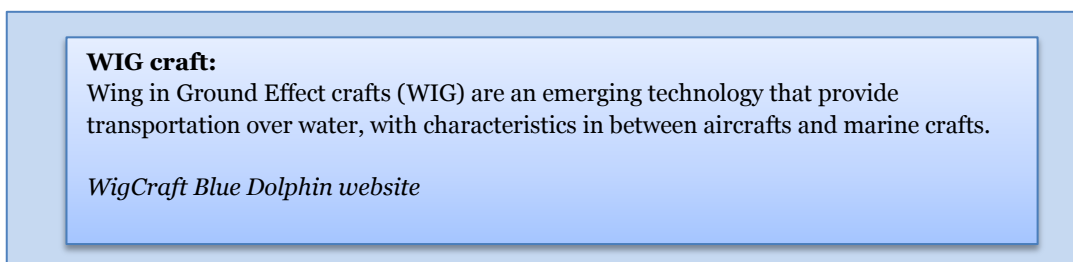 WIG craft:
Wing in Ground Effect crafts (WIG) are an emerging technology that provide
transportation over water, with characteristics in between aircrafts and marine crafts.
WigCraft Blue Dolphin website